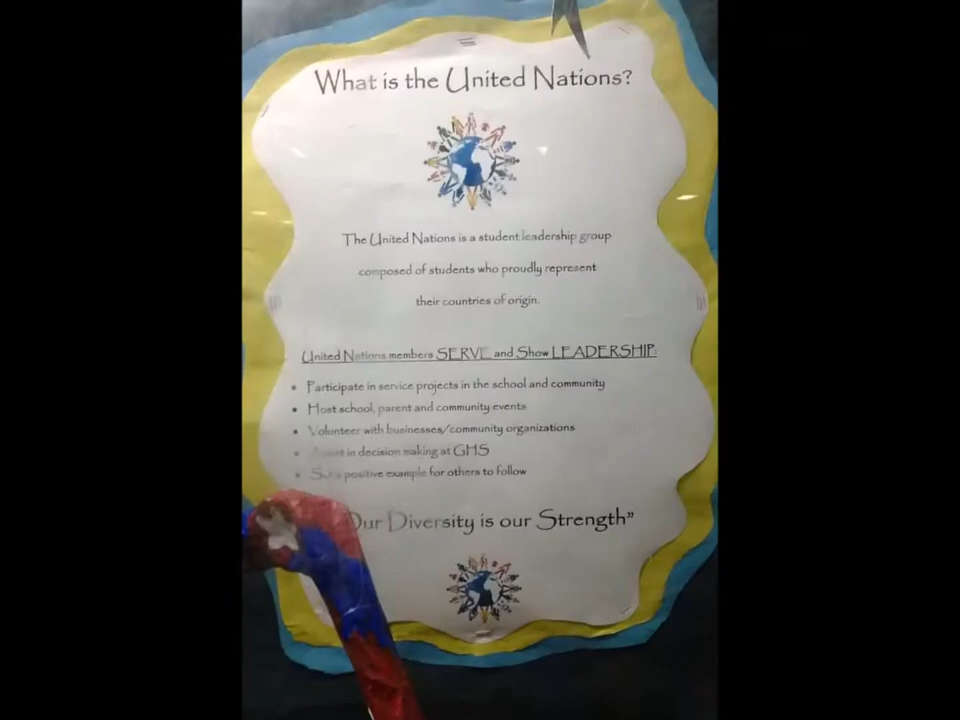 What is the United Nations?
The United Nations is a student leadership group
composed of students who proudly represent
their countries of origin.
United Nations members SERVE and Show LEADERSHIP.
• Participate in service projects in the school and community
• Host school, parent and community events
• Volunteer with businesses/community organizations
• Assist in decision making at GHS
• Set a positive example for others to follow
Our Diversity is our Strength”